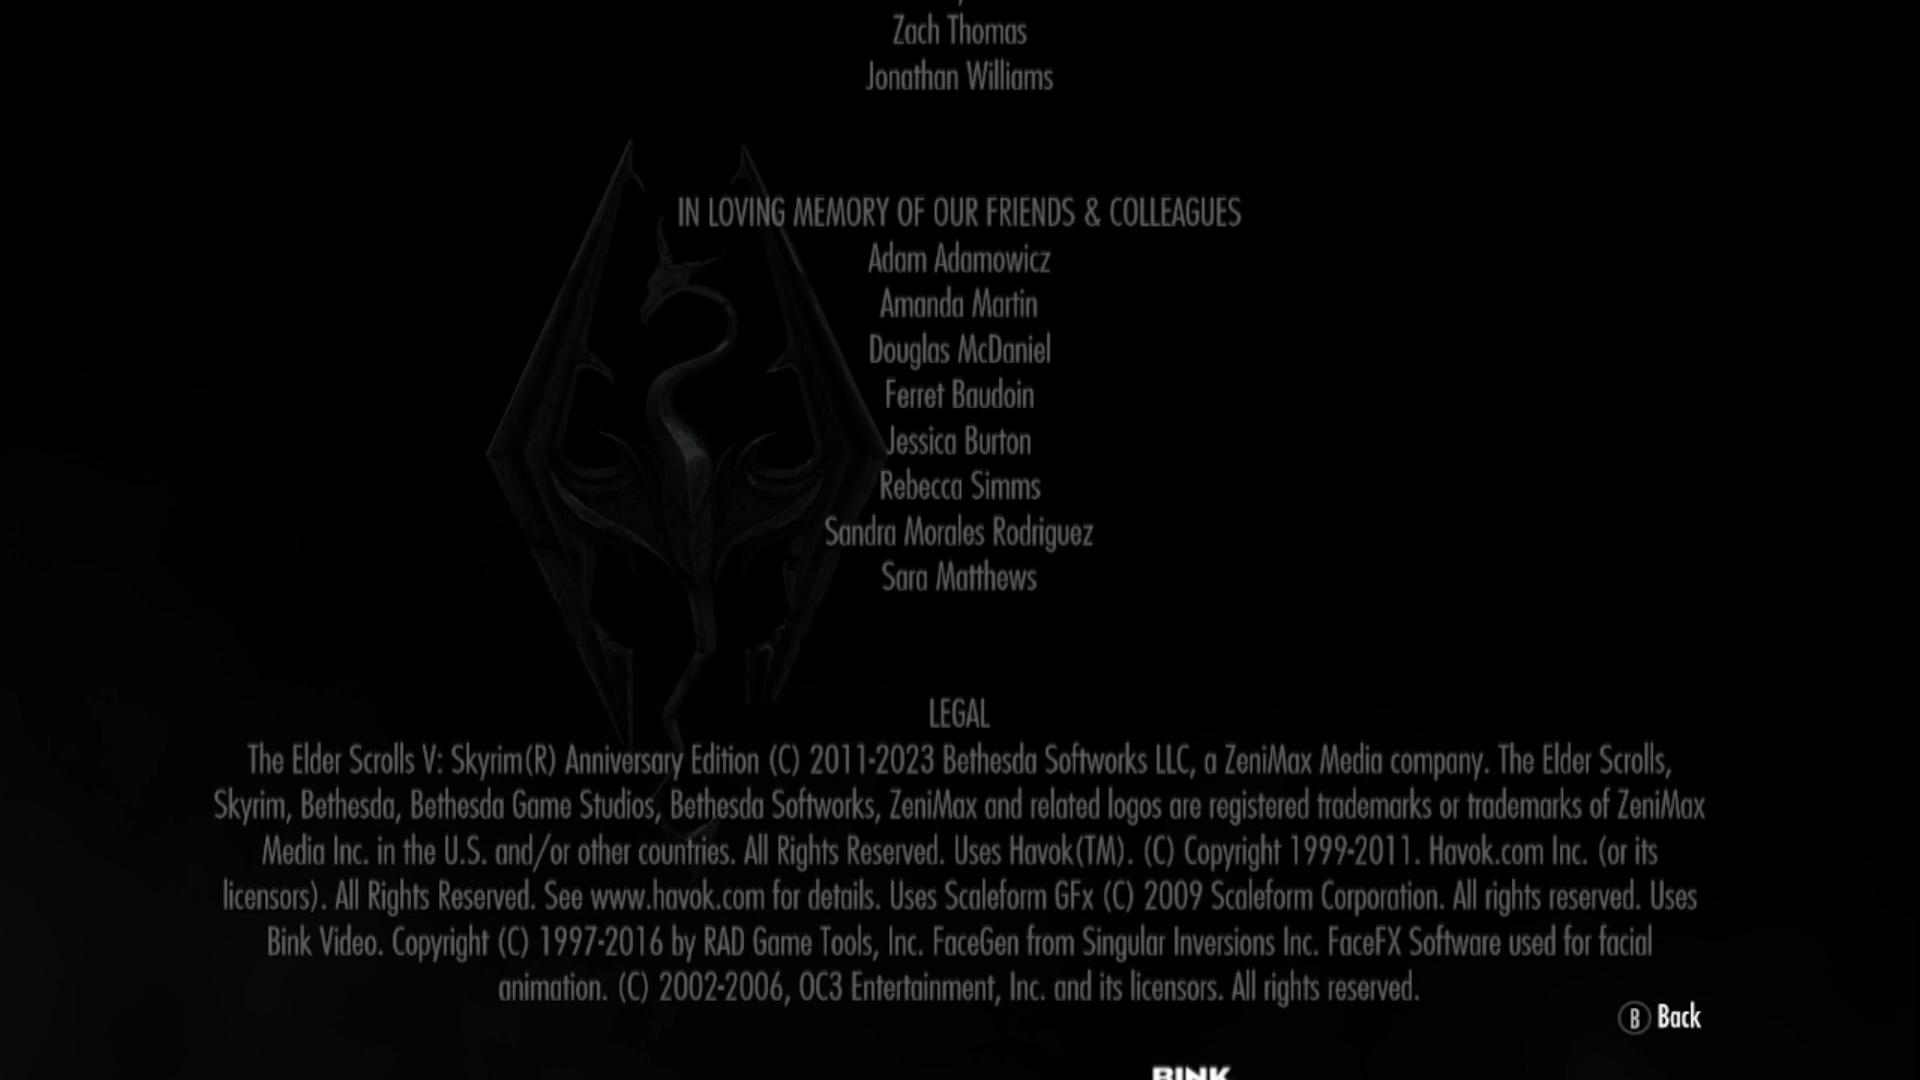 Zach Thomas
Jonathan Williams
IN LOVING MEMORY OF OUR FRIENDS & COLLEAGUES
Adam Adamowicz
Amanda Martin
Douglas McDaniel
Ferret Baudoin
Jessica Burton
Rebecca Simms
Sandra Morales Rodriguez
Sara Matthews
LEGAL
The Elder Scrolls V: Skyrim(R) Anniversary Edition (C) 2011-2023 Bethesda Softworks LLC, a ZeniMax Media company. The Elder Scrolls,
Skyrim, Bethesda, Bethesda Game Studios, Bethesda Softworks, ZeniMax and related logos are registered trademarks or trademarks of ZeniMax
Media Inc. in the U.S. and/or other countries. All Rights Reserved. Uses Havok(TM). (C) Copyright 1999-2011. Havok.com Inc. (or its
licensors). All Rights Reserved. See www.havok.com for details. Uses Scaleform GFx (C) 2009 Scaleform Corporation. All rights reserved. Uses
Bink Video. Copyright (C) 1997-2016 by RAD Game Tools, Inc. FaceGen from Singular Inversions Inc. FaceFX Software used for facial
animation. (C) 2002-2006, OC3 Entertainment, Inc. and its licensors. All rights reserved.
B Back
BINK